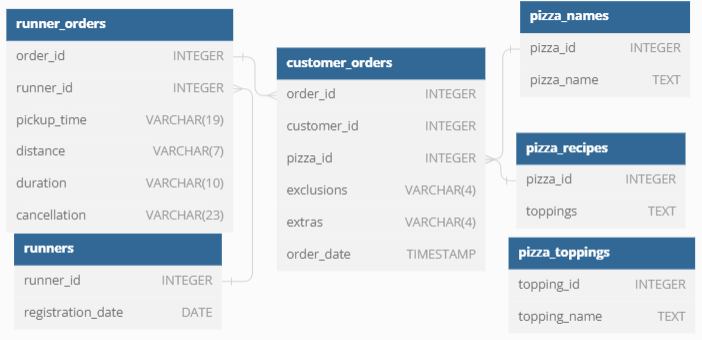 runner_orders
order_id INTEGER
runner_id INTEGER
pickup_time VARCHAR(19)
distance VARCHAR(7)
duration VARCHAR(10)
cancellation VARCHAR(23)
runners
runner_id INTEGER
registration_date DATE
customer_orders
order_id INTEGER
customer_id INTEGER
pizza_id INTEGER
exclusions VARCHAR(4)
extras VARCHAR(4)
order_date TIMESTAMP
pizza_names
pizza_id INTEGER
pizza_name TEXT
pizza_recipes
pizza_id INTEGER
toppings TEXT
pizza_toppings
topping_id INTEGER
topping_name TEXT